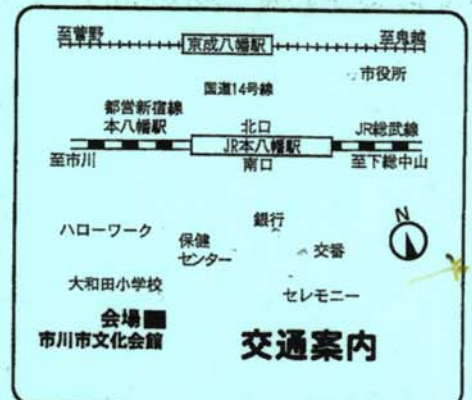 至菅野
京成八幡駅
至鬼越
市役所
国道14号線
都営新宿線
本八幡駅
北口
JR総武線
JR本八幡駅
至市川
南口
至下総中山
N
銀行
ハローワーク
保健
センター
交番
大和田小学校
セレモニー
会場
市川市文化会館
交通案内